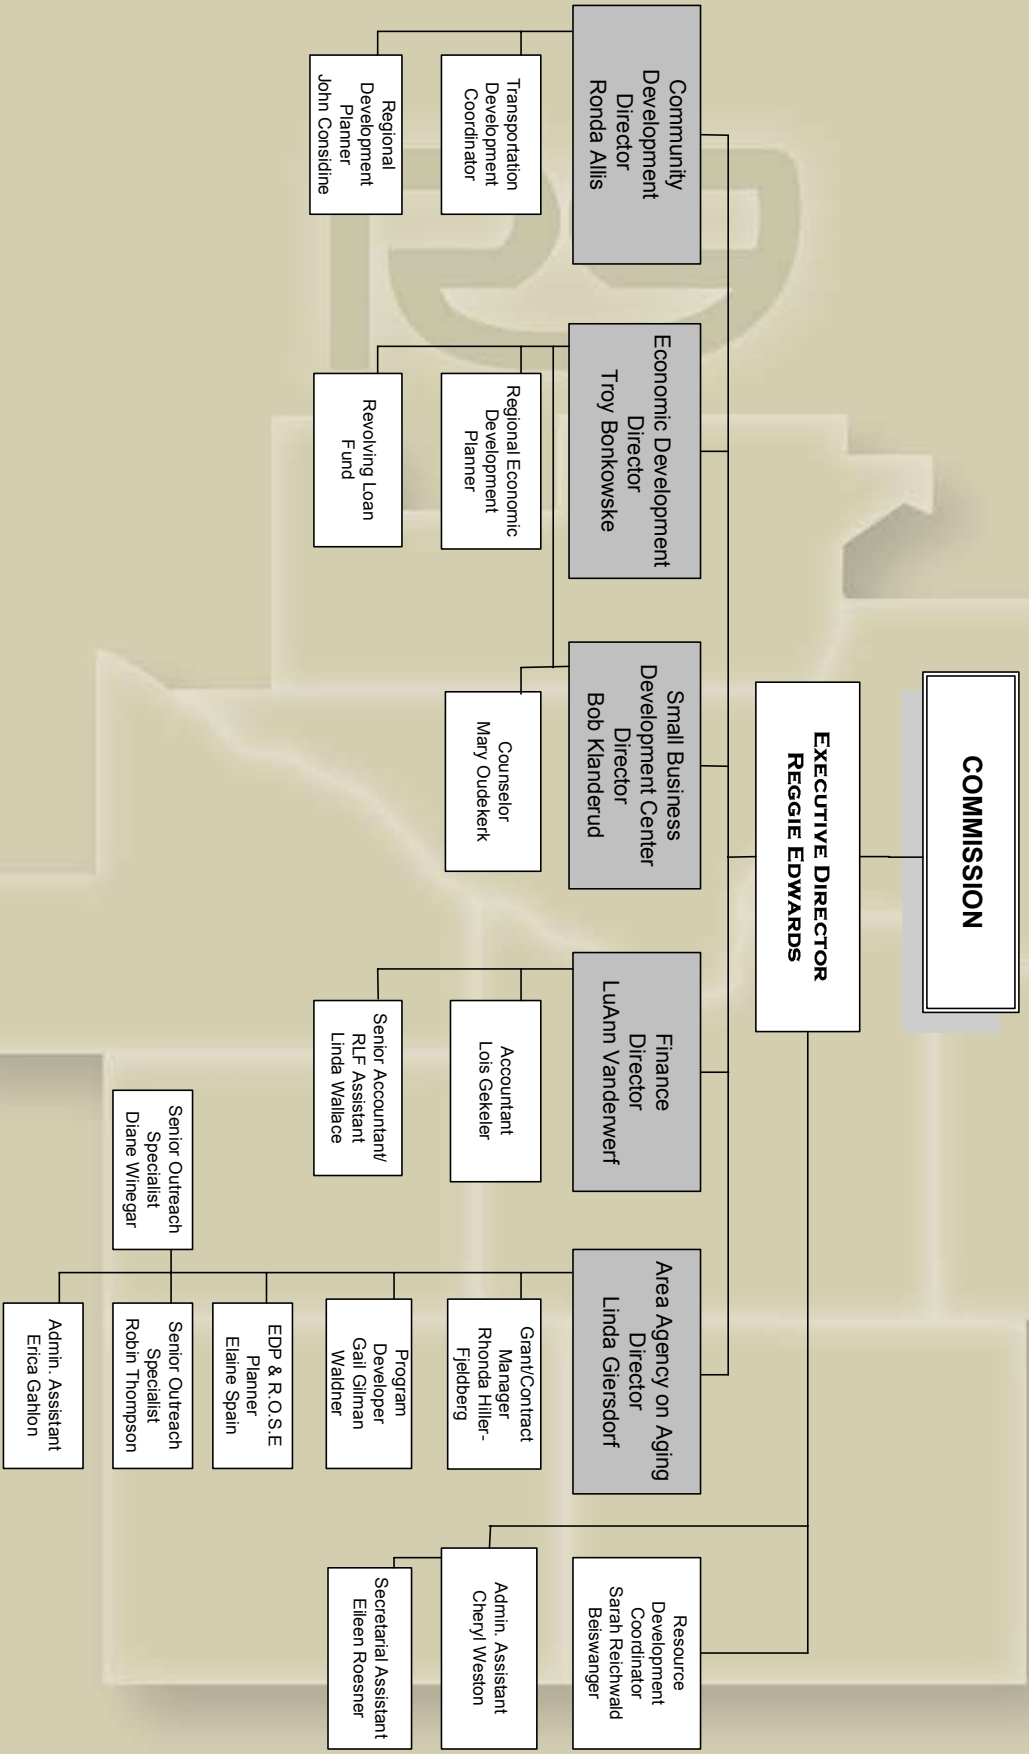 COMMISSION
EXECUTIVE DIRECTOR
REGGIE EDWARDS
Community
Development
Director
Ronda Allis
Transportation
Development
Coordinator
Regional
Development
Planner
John Considine
Economic Development
Director
Troy Bonkowske
Regional Economic
Development
Planner
Revolving Loan
Fund
Small Business
Development Center
Director
Bob Klanderud
Counselor
Mary Oudekerk
Finance
Director
LuAnn Vanderwerf
Accountant
Lois Gekeler
Senior Accountant/
RLF Assistant
Linda Wallace
Area Agency on Aging
Director
Linda Giersdorf
Grant/Contract
Manager
Rhonda Hiller-
Fjeldberg
Program
Developer
Gail Gilman
Waldner
EDP & R.O.S.E
Planner
Elaine Spain
Senior Outreach
Specialist
Diane Winegar
Senior Outreach
Specialist
Robin Thompson
Admin. Assistant
Erica Gahlon
Resource
Development
Coordinator
Sarah Reichwald
Beiswanger
Admin. Assistant
Cheryl Weston
Secretarial Assistant
Eileen Roesner